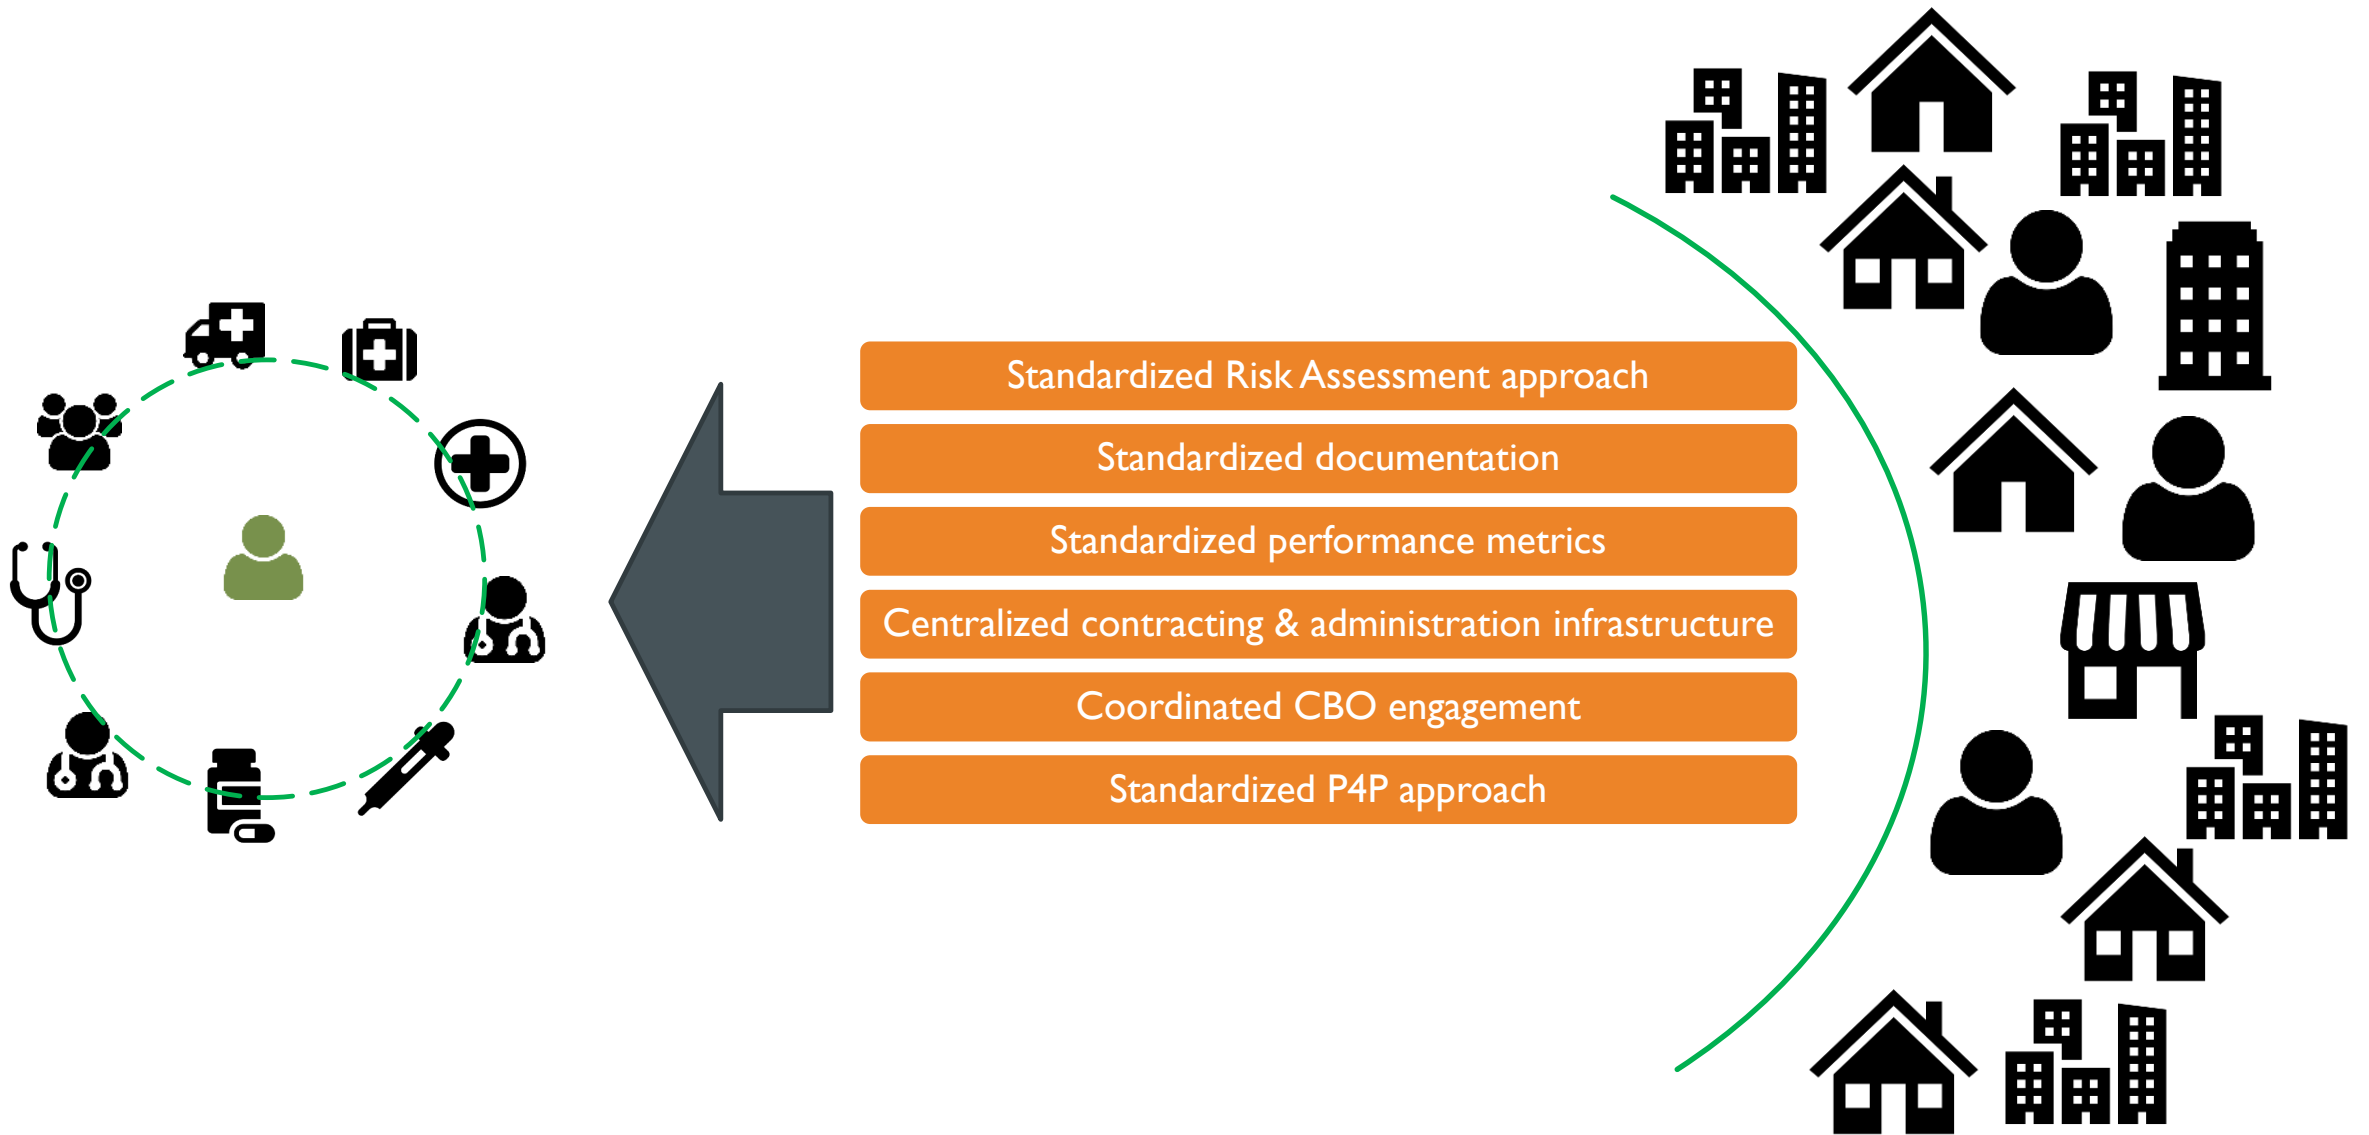 Standardized Risk Assessment approach
Standardized documentation
Standardized performance metrics
Centralized contracting & administration infrastructure
Coordinated CBO engagement
Standardized P4P approach